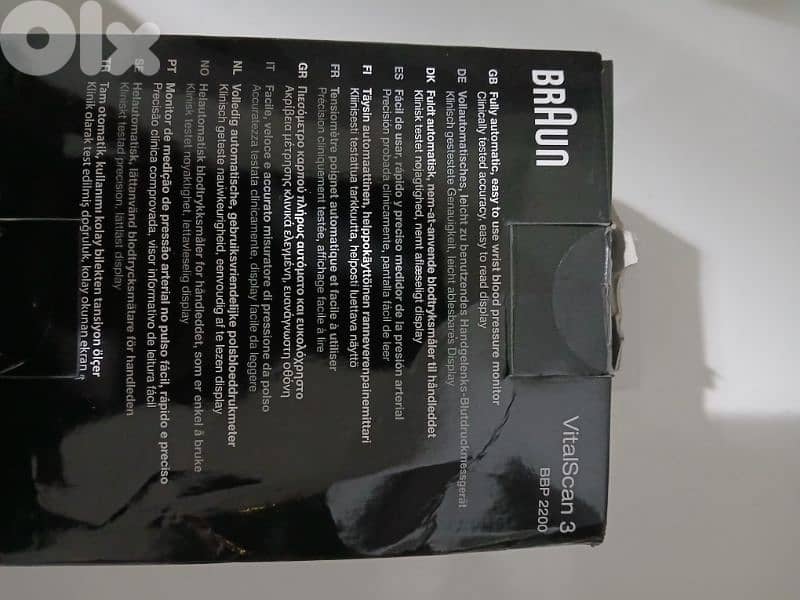 olx
BRAUN
VitalScan 3
BBP 2200
GB Fully automatic, easy to use wrist blood pressure monitor
Clinically tested accuracy, easy to read display
DE Vollautomatisches, leicht zu benutzendes Handgelenks-Blutdruckmessgerät
Klinisch gestestete Genauigkeit, leicht ablesbares Display
DK Fuldt automatisk, nem-at-anvende blodtryksmåler til håndleddet
Klinisk testet nøjagtighed, nemt aflæseligt display
ES Fácil de usar, rápido y preciso medidor de la presión arterial
Precisión probada clínicamente, pantalla fácil de leer
FI Täysin automaattinen, helppokäyttöinen ranneverenpainemittari
Kliinisesti testattua tarkkuutta, helposti luettava näyttö
FR Tensiomètre poignet automatique et facile à utiliser
Précision cliniquement testée, affichage facile à lire
GR Πιεσόμετρο καρπού πλήρως αυτόματο και ευκολόχρηστο
Ακρίβεια μέτρησης κλινικά ελεγμένη, ευανάγνωστη οθόνη
IT Facile, veloce e accurato misuratore di pressione da polso
Accuratezza testata clinicamente, display facile da leggere
NL Volledig automatische, gebruiksvriendelijke polsbloeddrukmeter
Klinisch geteste nauwkeurigheid, eenvoudig af te lezen display
NO Helautomatisk blodtrykksmåler for håndleddet, som er enkel å bruke
Klinisk testet nøyaktighet, lettavleselig display
PT Monitor de medição de pressão arterial no pulso fácil, rápido e preciso
Precisão clínica comprovada, visor informativo de leitura fácil
SE Helautomatisk, lättanvänd blodtrycksmätare för handleden
Kliniskt testad precision, lättläst display
TR Tam otomatik, kullanımı kolay bilekten tansiyon ölçer
Klinik olarak test edilmiş doğruluk, kolay okunan ekran